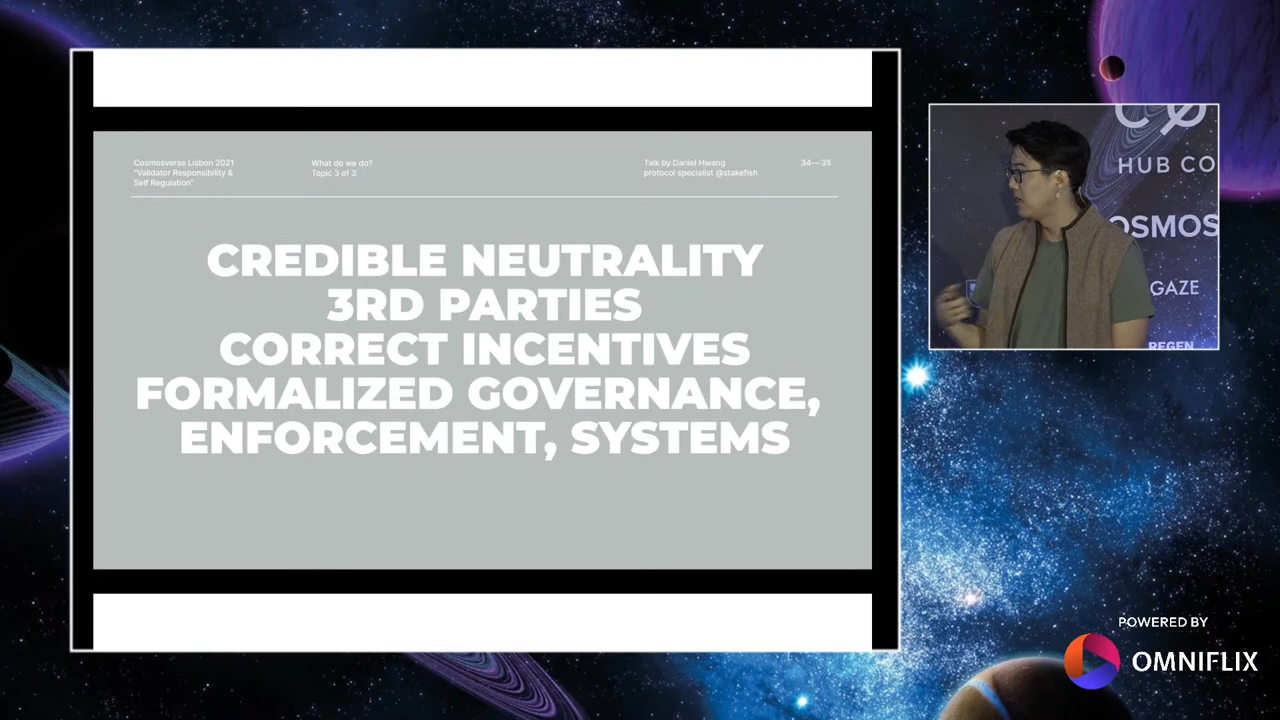 Cosmosverse Lisbon 2021
"Validator Responsibility &
Self Regulation"
What do we do?
Topic 3 of 3
Talk by Daniel Hwang
protocol specialist @stakefish
34— 35
CREDIBLE NEUTRALITY
3RD PARTIES
CORRECT INCENTIVES
FORMALIZED GOVERNANCE,
ENFORCEMENT, SYSTEMS
HUB CO
OSMOS
GAZE
REGEN
POWERED BY
OMNIFLIX